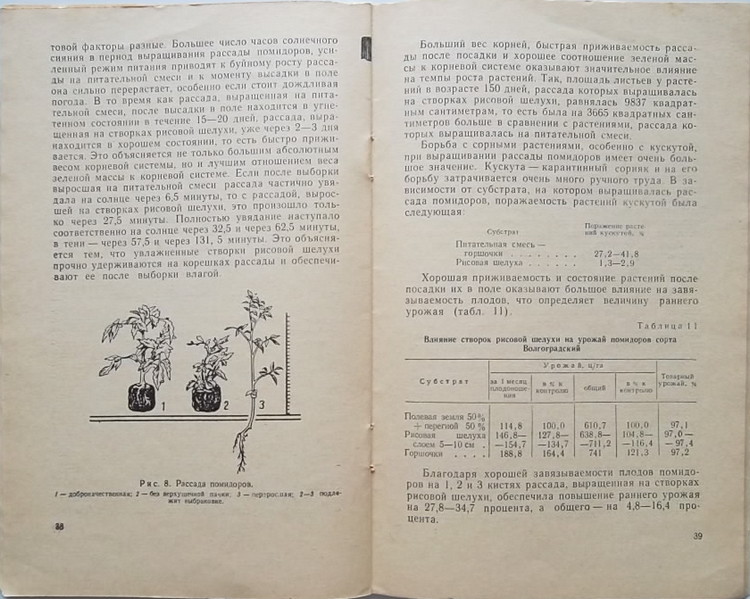 товой факторы разные. Большее число часов солнечного
сияния в период выращивания рассады помидоров, уси-
ленный режим питания приводят к буйному росту расса-
ды на питательной смеси и к моменту высадки в поле
она сильно перерастает, особенно если стоит дождливая
погода. В то время как рассада, выращенная на пита-
тельной смеси, после высадки в поле находится в угне-
тенном состоянии в течение 15—20 дней, рассада, выра-
щенная на створках рисовой шелухи, уже через 2—3 дня
находится в хорошем состоянии, то есть быстро прижи-
вается. Это объясняется не только большим абсолютным
весом корневой системы, но и лучшим отношением веса
зеленой массы к корневой системе. Если после выборки
выросшая на питательной смеси рассада частично увя-
дала на солнце через 6,5 минуты, то с рассадой, вырос-
шей на створках рисовой шелухи, это произошло толь-
ко через 27,5 минуты. Полностью увядание наступало
соответственно на солнце через 32,5 и через 62,5 минуты,
в тени — через 57,5 и через 131, 5 минуты. Это объясня-
ется тем, что увлажненные створки рисовой шелухи
прочно удерживаются на корешках рассады и обеспечи-
вают ее после выборки влагой.
1 2 3
Рис. 8. Рассада помидоров.
1 — доброкачественная; 2 — без верхушечной почки; 3 — переросшая; 2—3 подле-
жит выбраковке.
38
Больший вес корней, быстрая приживаемость расса-
ды после посадки и хорошее соотношение зеленой мас-
сы к корневой системе оказывают значительное влияние
на темпы роста растений. Так, площадь листьев у расте-
ний в возрасте 150 дней, рассада которых выращивалась
на створках рисовой шелухи, равнялась 9837 квадрат-
ным сантиметрам, то есть была на 3665 квадратных сан-
тиметров больше в сравнении с растениями, рассада ко-
торых выращивалась на питательной смеси.
Борьба с сорными растениями, особенно с кускутой,
при выращивании рассады помидоров имеет очень боль-
шое значение. Кускута — карантинный сорняк и на его
борьбу затрачивается очень много ручного труда. В за-
висимости от субстрата, на котором выращивалась рас-
сада помидоров, поражаемость растений кускутой была
следующая:
Субстрат Поражение расте-
ний кускутой, %
Питательная смесь —
горшочки . . . . . . . . 27,2—41,8
Рисовая шелуха . . . . . . 1,3—2,9
Хорошая приживаемость и состояние растений после
посадки их в поле оказывают большое влияние на завя-
зываемость плодов, что определяет величину раннего
урожая (табл. 11).
Таблица 11
Влияние створок рисовой шелухи на урожай помидоров сорта
Волгоградский
Субстрат Урожай, ц/га Товарный
урожай, %
за 1 месяц
плодоноше-
ния в % к
контролю общий в % к
контролю
Полевая земля 50%
+ перегной 50 % 114,8 100,0 610,7 100,0 97,1
Рисовая шелуха 146,8— 127,8— 638,8— 104,8— 97,0—
слоем 5—10 см . —154,7 —134,7 —711,2 —116,4 — 97,4
Горшочки . . . . 188,8 164,4 741 121,3 97,2
Благодаря хорошей завязываемости плодов помидо-
ров на 1, 2 и 3 кистях рассада, выращенная на створках
рисовой шелухи, обеспечила повышение раннего урожая
на 27,8—34,7 процента, а общего — на 4,8—16,4 про-
цента.
39